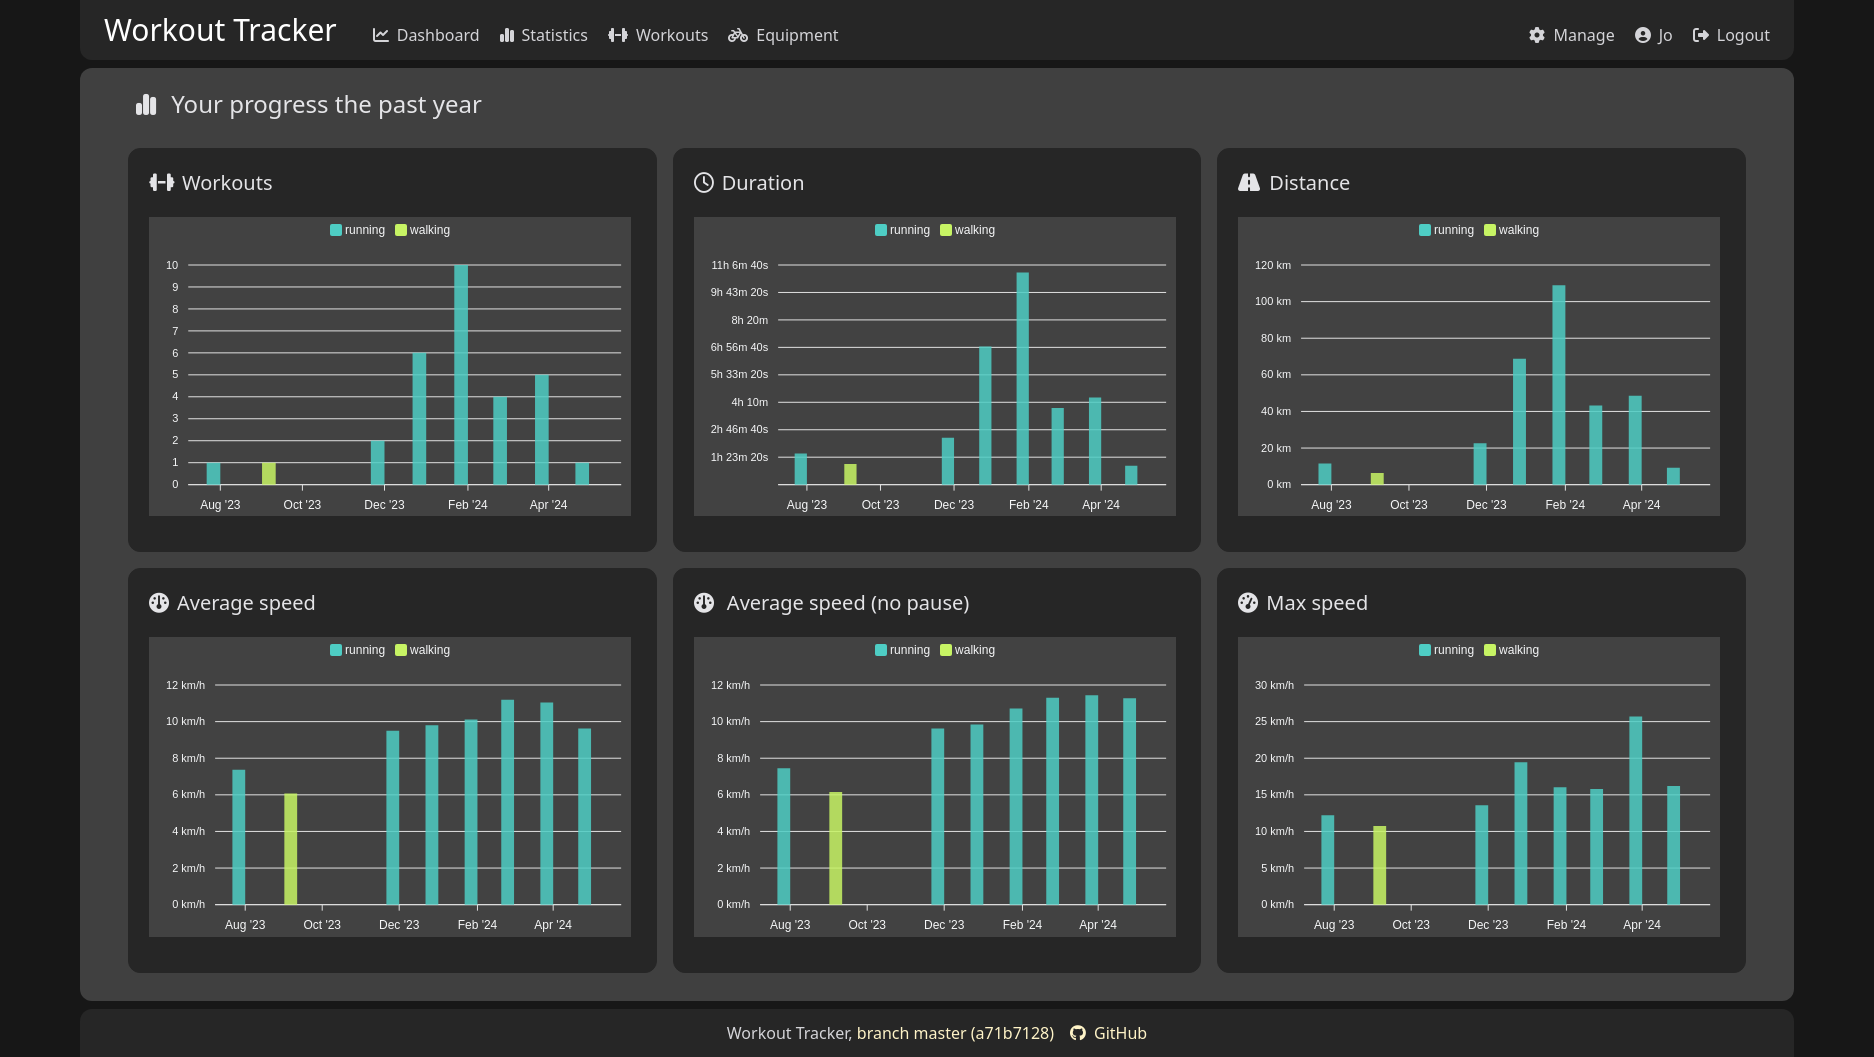 Workout Tracker Dashboard Statistics Workouts Equipment Manage Jo Logout
Your progress the past year
Workouts
running walking
10
9
8
7
6
5
4
3
2
1
0
Aug '23 Oct '23 Dec '23 Feb '24 Apr '24
Duration
running walking
11h 6m 40s
9h 43m 20s
8h 20m
6h 56m 40s
5h 33m 20s
4h 10m
2h 46m 40s
1h 23m 20s
Aug '23 Oct '23 Dec '23 Feb '24 Apr '24
Distance
running walking
120 km
100 km
80 km
60 km
40 km
20 km
0 km
Aug '23 Oct '23 Dec '23 Feb '24 Apr '24
Average speed
running walking
12 km/h
10 km/h
8 km/h
6 km/h
4 km/h
2 km/h
0 km/h
Aug '23 Oct '23 Dec '23 Feb '24 Apr '24
Average speed (no pause)
running walking
12 km/h
10 km/h
8 km/h
6 km/h
4 km/h
2 km/h
0 km/h
Aug '23 Oct '23 Dec '23 Feb '24 Apr '24
Max speed
running walking
30 km/h
25 km/h
20 km/h
15 km/h
10 km/h
5 km/h
0 km/h
Aug '23 Oct '23 Dec '23 Feb '24 Apr '24
Workout Tracker, branch master (a71b7128) GitHub